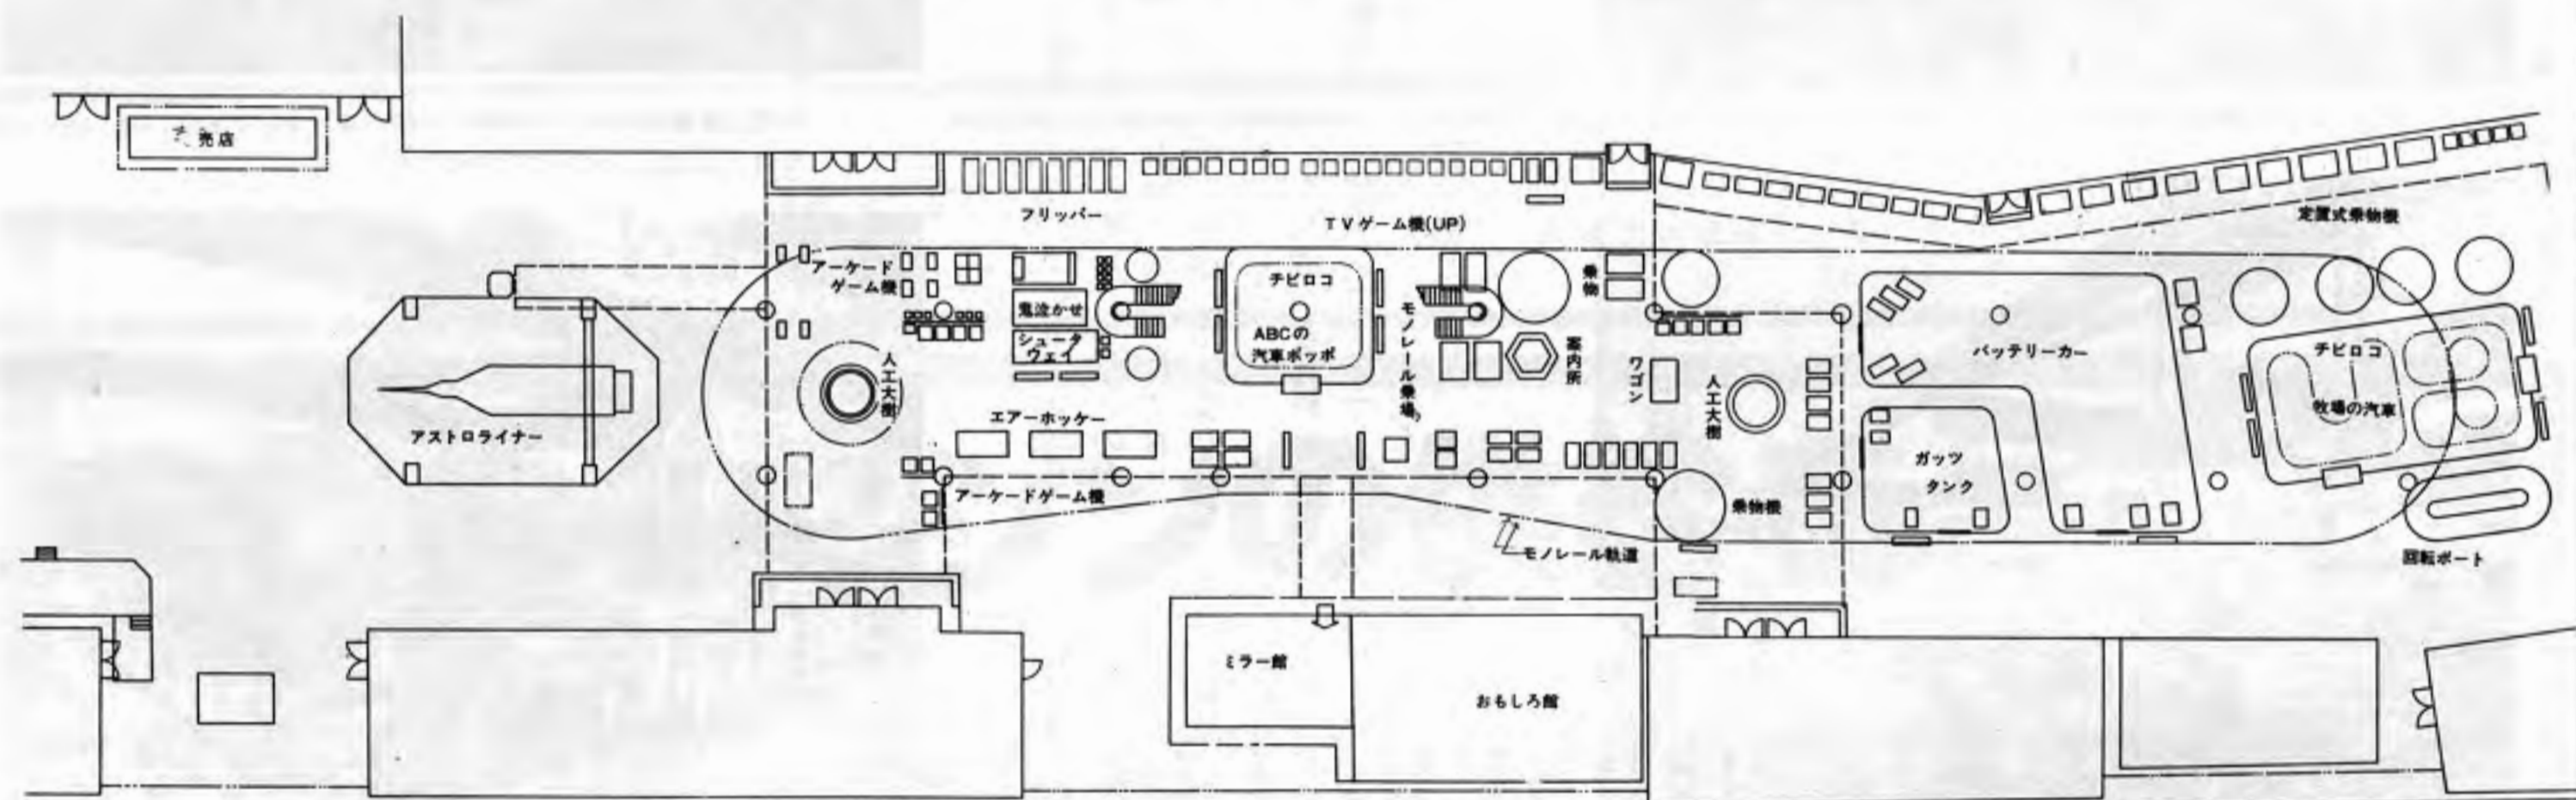 売店
フリッパー
TVゲーム機(UP)
定置式乗物機
アーケード
ゲーム機
鬼泣かせ
シュータ
ウェイ
チビロコ
ABCの
汽車ポッポ
モノレール乗場
乗物
案内所
ワゴン
人工大樹
人工大樹
バッテリーカー
チビロコ
牧場の汽車
アストロライナー
エアーホッケー
ガッツ
タンク
アーケードゲーム機
乗物機
モノレール軌道
回転ボート
ミラー館
おもしろ館